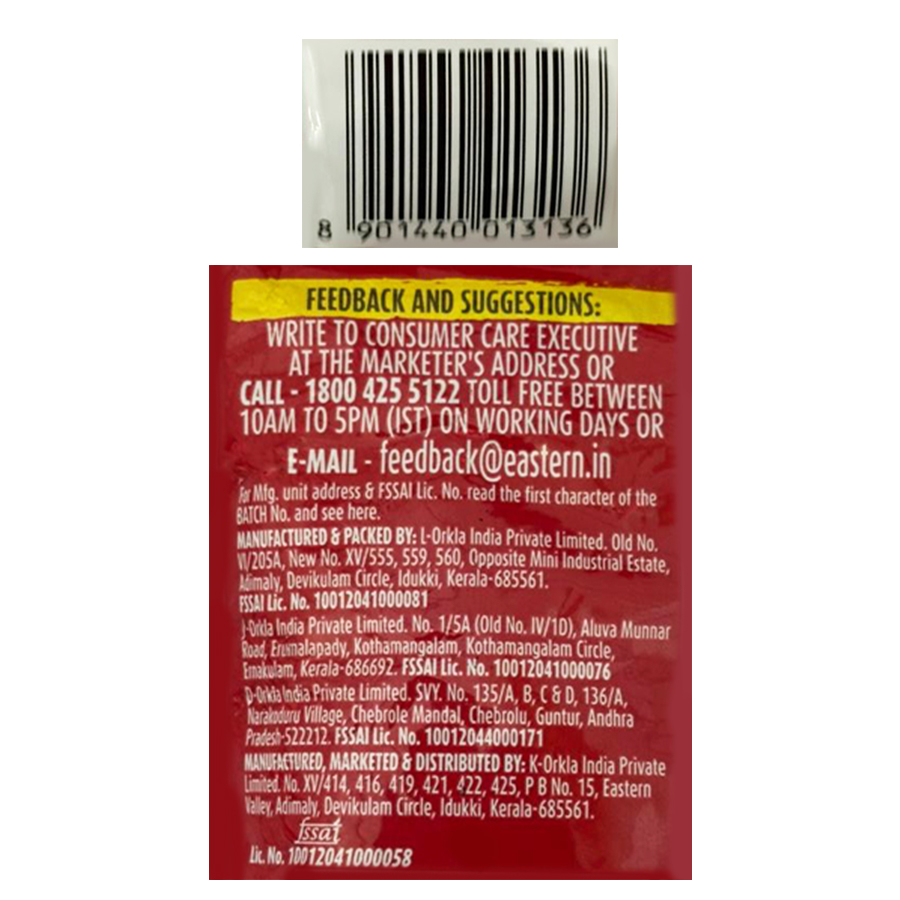 8 901440 013136
FEEDBACK AND SUGGESTIONS:
WRITE TO CONSUMER CARE EXECUTIVE
AT THE MARKETER'S ADDRESS OR
CALL - 1800 425 5122 TOLL FREE BETWEEN
10AM TO 5PM (IST) ON WORKING DAYS OR
E-MAIL - feedback@eastern.in
For Mfg. unit address & FSSAI Lic. No. read the first character of the
BATCH No. and see here.
MANUFACTURED & PACKED BY: L-Orkla India Private Limited. Old No.
VI/205A, New No. XV/555, 559, 560, Opposite Mini Industrial Estate,
Adimaly, Devikulam Circle, Idukki, Kerala-685561.
FSSAI Lic. No. 10012041000081
J-Orkla India Private Limited. No. 1/5A (Old No. IV/1D), Aluva Munnar
Road, Erumalapady, Kothamangalam, Kothamangalam Circle,
Ernakulam, Kerala-686692. FSSAI Lic. No. 10012041000076
D-Orkla India Private Limited. SVY. No. 135/A, B, C & D, 136/A,
Narakoduru Village, Chebrole Mandal, Chebrolu, Guntur, Andhra
Pradesh-522212. FSSAI Lic. No. 10012044000171
MANUFACTURED, MARKETED & DISTRIBUTED BY: K-Orkla India Private
Limited. No. XV/414, 416, 419, 421, 422, 425, P B No. 15, Eastern
Valley, Adimaly, Devikulam Circle, Idukki, Kerala-685561.
fssai
Lic. No. 10012041000058